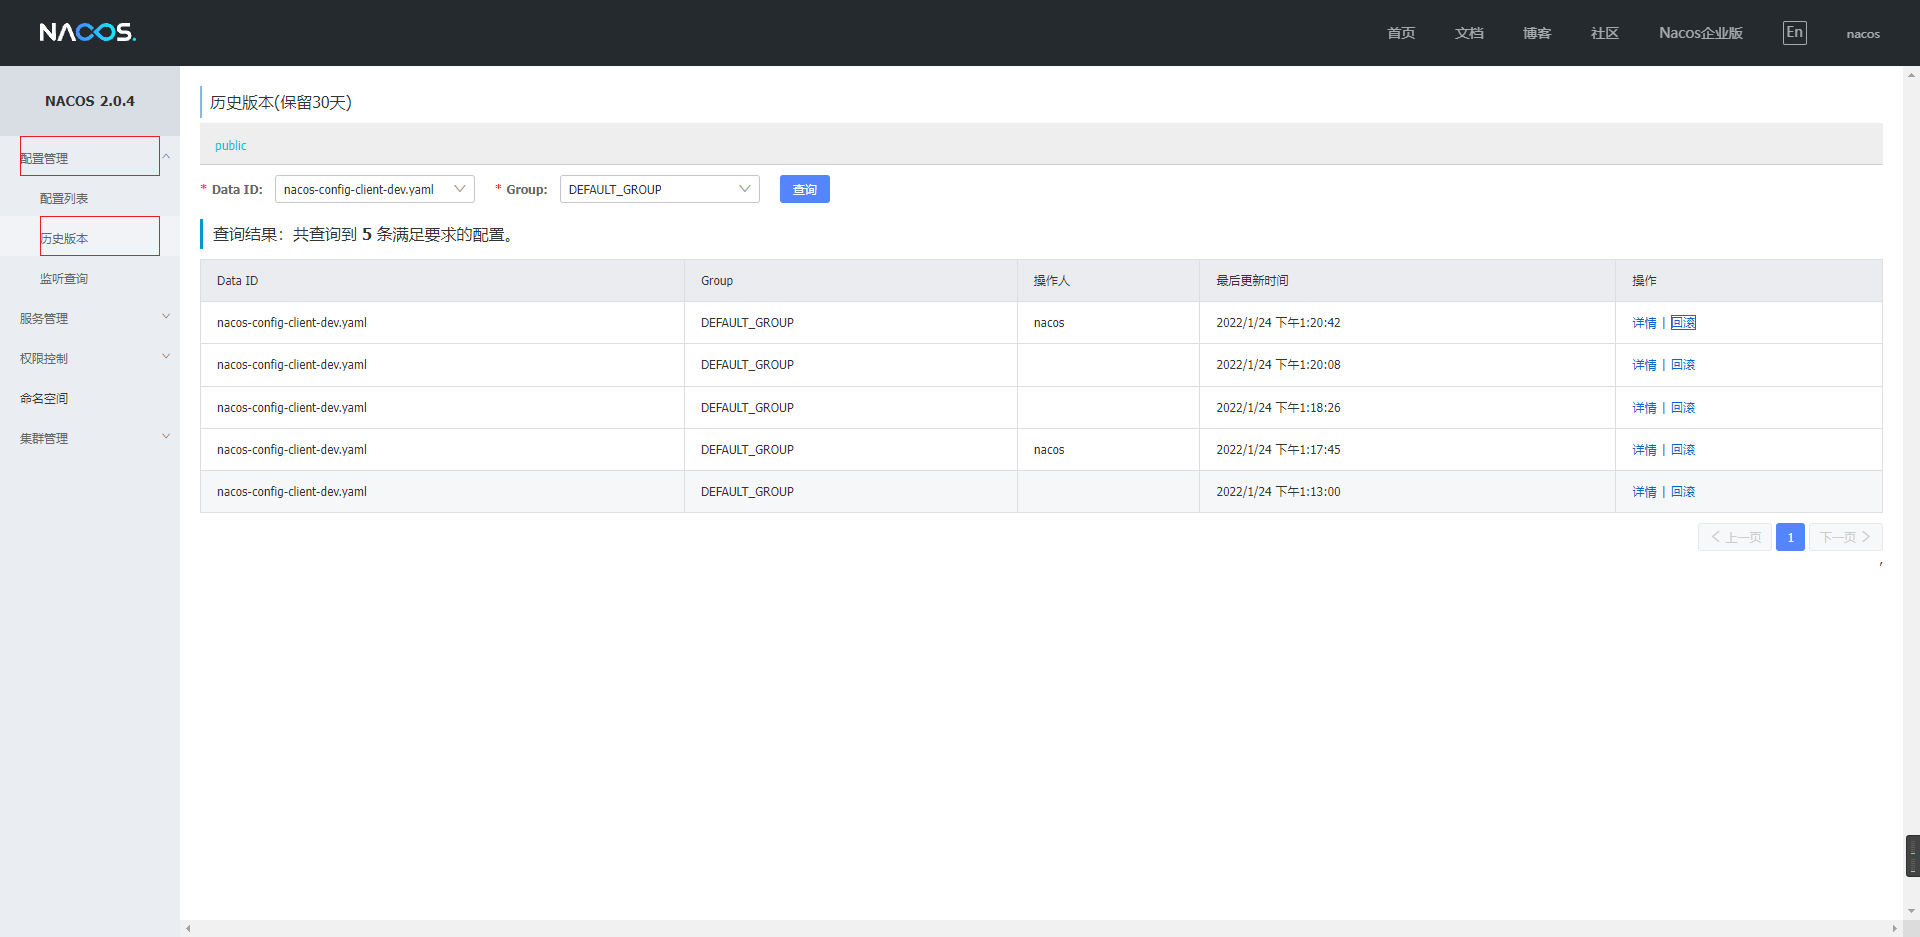 NACOS.
首页 文档 博客 社区 Nacos企业版 En nacos
NACOS 2.0.4
配置管理
配置列表
历史版本
监听查询
服务管理
权限控制
命名空间
集群管理
历史版本(保留30天)
public
* Data ID: nacos-config-client-dev.yaml * Group: DEFAULT_GROUP 查询
查询结果：共查询到 5 条满足要求的配置。
Data ID Group 操作人 最后更新时间 操作
nacos-config-client-dev.yaml DEFAULT_GROUP nacos 2022/1/24 下午1:20:42 详情 | 回滚
nacos-config-client-dev.yaml DEFAULT_GROUP 2022/1/24 下午1:20:08 详情 | 回滚
nacos-config-client-dev.yaml DEFAULT_GROUP 2022/1/24 下午1:18:26 详情 | 回滚
nacos-config-client-dev.yaml DEFAULT_GROUP nacos 2022/1/24 下午1:17:45 详情 | 回滚
nacos-config-client-dev.yaml DEFAULT_GROUP 2022/1/24 下午1:13:00 详情 | 回滚
上一页 1 下一页
,